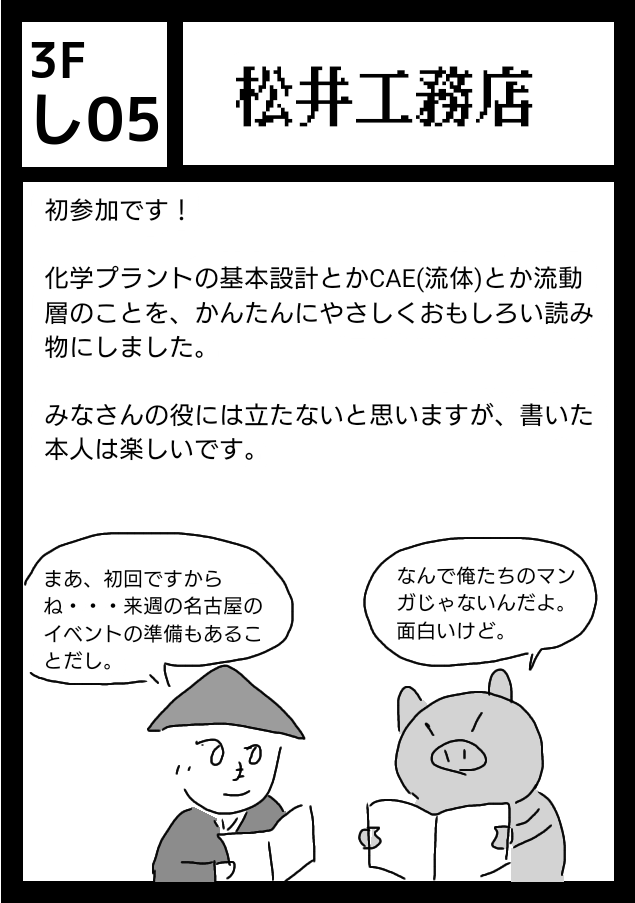 3F
し05
松井工務店
初参加です！
化学プラントの基本設計とかCAE(流体)とか流動
層のことを、かんたんにやさしくおもしろい読み
物にしました。
みなさんの役には立たないと思いますが、書いた
本人は楽しいです。
まあ、初回ですから
ね・・・来週の名古屋の
イベントの準備もあるこ
とだし。
なんで俺たちのマン
ガじゃないんだよ。
面白いけど。